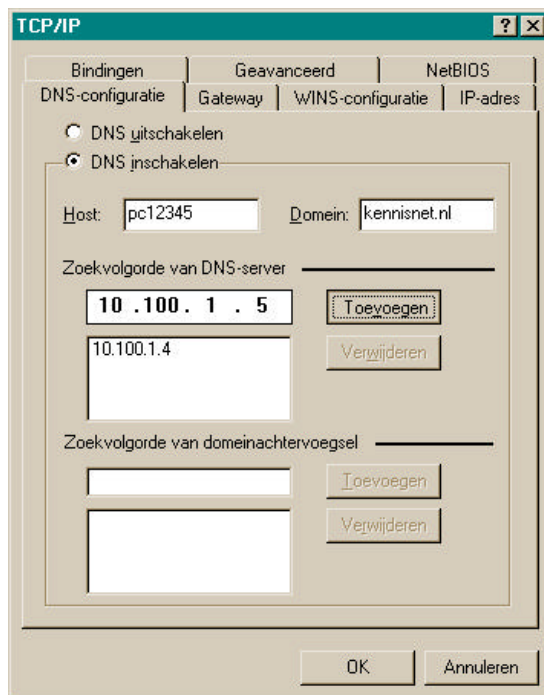 TCP/IP
? ×
Bindingen Geavanceerd NetBIOS
DNS-configuratie Gateway WINS-configuratie IP-adres
DNS uitschakelen
DNS inschakelen
Host: pc12345 Domein: kennisnet.nl
Zoekvolgorde van DNS-server
10 .100. 1 . 5 Toevoegen
10.100.1.4 Verwijderen
Zoekvolgorde van domeinachtervoegsel
Toevoegen
Verwijderen
OK Annuleren